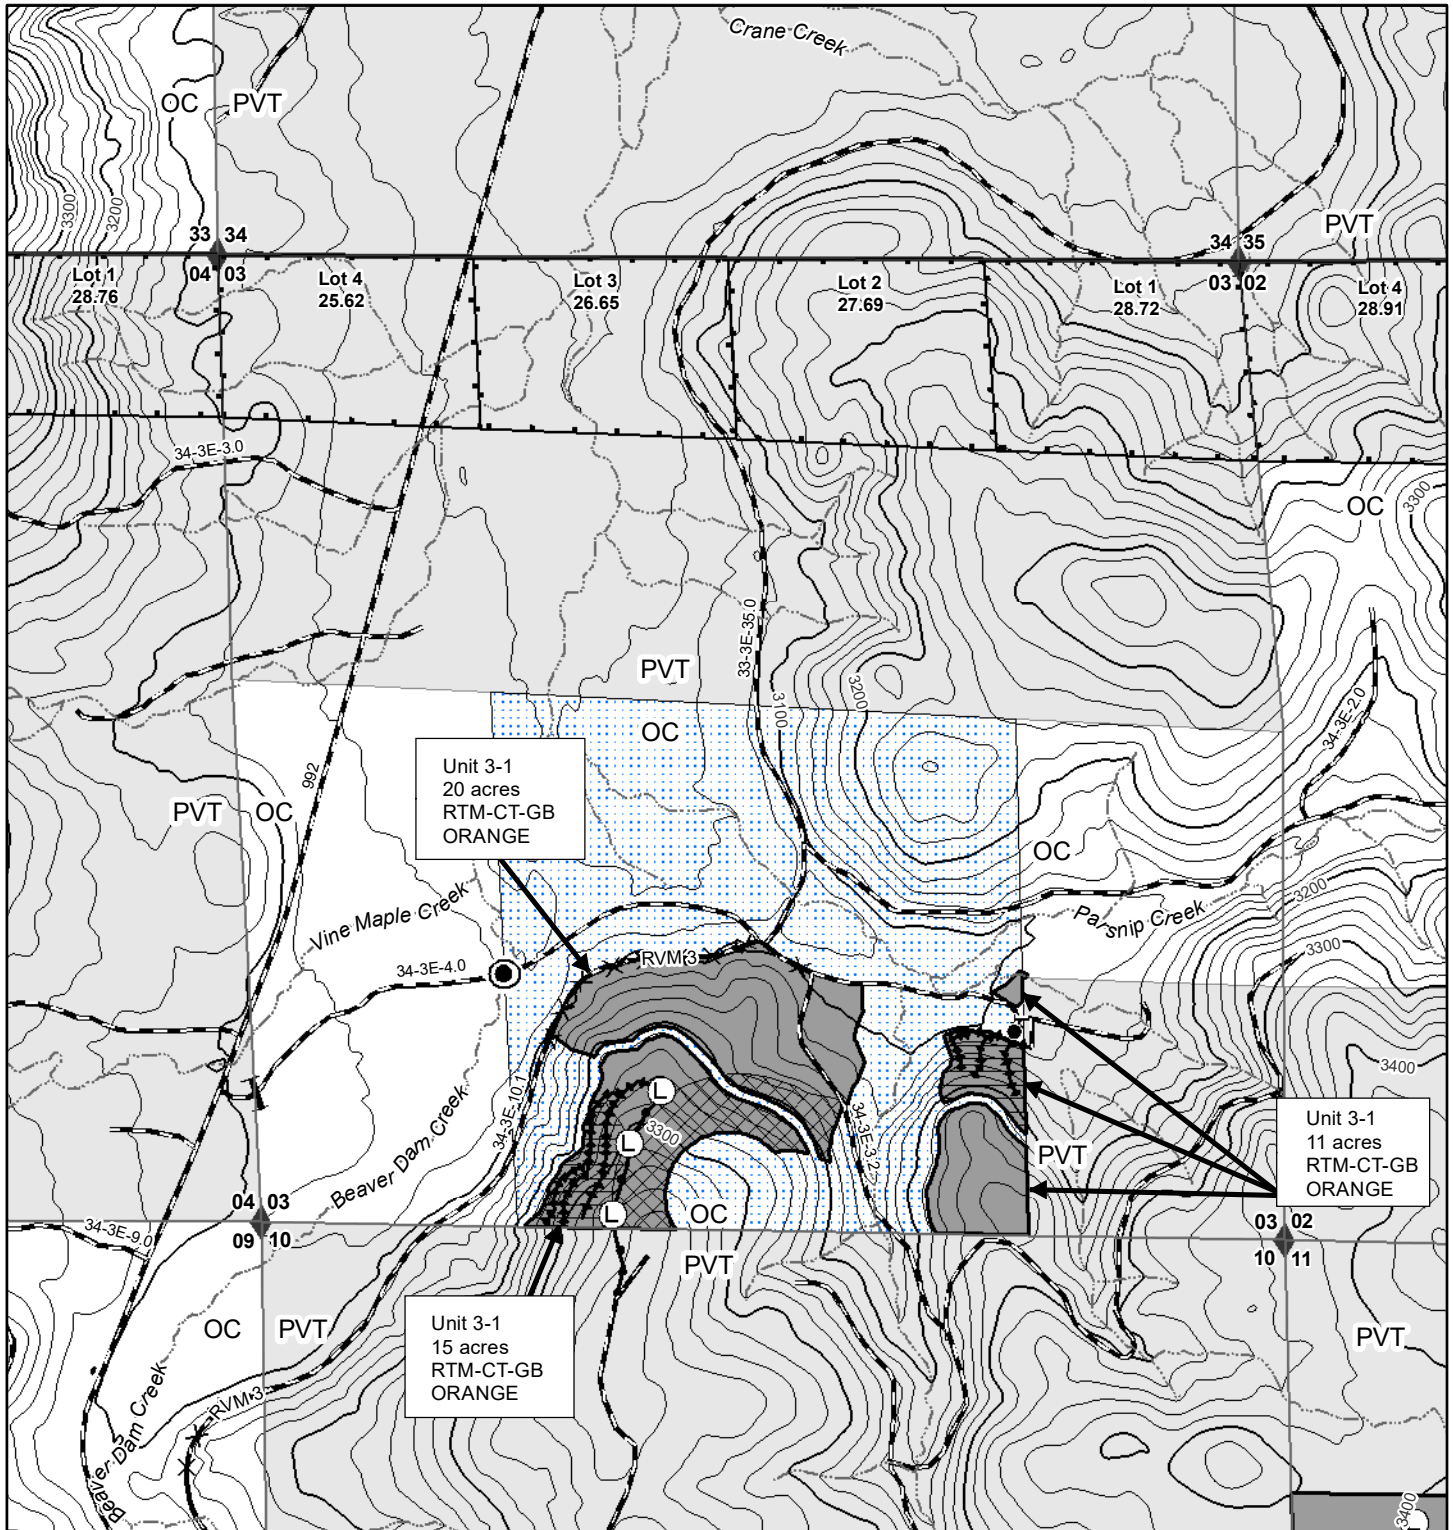 Crane Creek
OC
PVT
3300
3200
33 34
04 03
34 35
03 02
PVT
Lot 1
28.76
Lot 4
25.62
Lot 3
26.65
Lot 2
27.69
Lot 1
28.72
Lot 4
28.91
34-3E-3.0
OC
3300
33-3E-35.0
PVT
3100
3200
OC
34-3E-2.0
992
Unit 3-1
20 acres
RTM-CT-GB
ORANGE
PVT
OC
OC
Vine Maple Creek
Parsnip Creek
3200
3300
34-3E-4.0
RVM 3
3400
34-3E-10.1
Beaver Dam Creek
L
L
L
3300
34-3E-3.2
PVT
Unit 3-1
11 acres
RTM-CT-GB
ORANGE
OC
04 03
09 10
34-3E-9.0
03 02
10 11
PVT
OC
PVT
PVT
Unit 3-1
15 acres
RTM-CT-GB
ORANGE
RVM 3
Beaver Dam Creek
3400